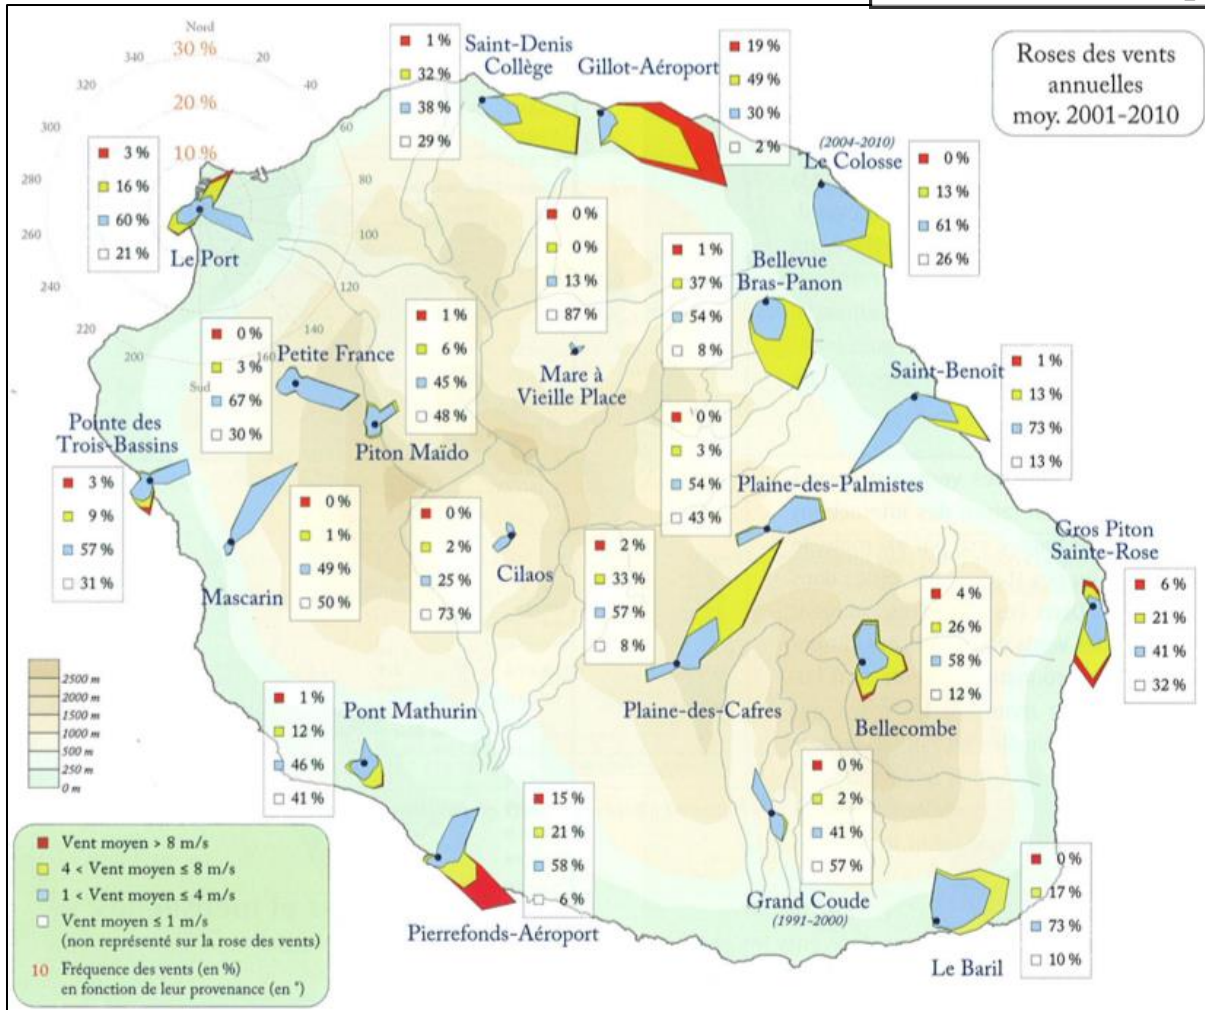 Roses des vents
annuelles
moy. 2001-2010
Nord
30 %
20 %
10 %
340
320
300
280
260
240
220
200
Sud
160
140
120
100
80
60
40
20
1 %
32 %
38 %
29 %
Saint-Denis
Collège
Gillot-Aéroport
19 %
49 %
30 %
2 %
(2004-2010)
Le Colosse
0 %
13 %
61 %
26 %
3 %
16 %
60 %
21 %
Le Port
0 %
0 %
13 %
87 %
Mare à
Vieille Place
1 %
37 %
54 %
8 %
Bellevue
Bras-Panon
0 %
3 %
67 %
30 %
Petite France
1 %
6 %
45 %
48 %
Piton Maïdo
Saint-Benoît
1 %
13 %
73 %
13 %
Pointe des
Trois-Bassins
3 %
9 %
57 %
31 %
0 %
1 %
49 %
50 %
Mascarin
0 %
2 %
25 %
73 %
Cilaos
0 %
3 %
54 %
43 %
Plaine-des-Palmistes
2 %
33 %
57 %
8 %
Plaine-des-Cafres
Gros Piton
Sainte-Rose
6 %
21 %
41 %
32 %
4 %
26 %
58 %
12 %
Bellecombe
2500 m
2000 m
1500 m
1000 m
500 m
250 m
0 m
1 %
12 %
46 %
41 %
Pont Mathurin
15 %
21 %
58 %
6 %
Pierrefonds-Aéroport
0 %
2 %
41 %
57 %
Grand Coude
(1991-2000)
0 %
17 %
73 %
10 %
Le Baril
Vent moyen > 8 m/s
4 < Vent moyen ≤ 8 m/s
1 < Vent moyen ≤ 4 m/s
Vent moyen ≤ 1 m/s
(non représenté sur la rose des vents)
10 Fréquence des vents (en %)
en fonction de leur provenance (en °)